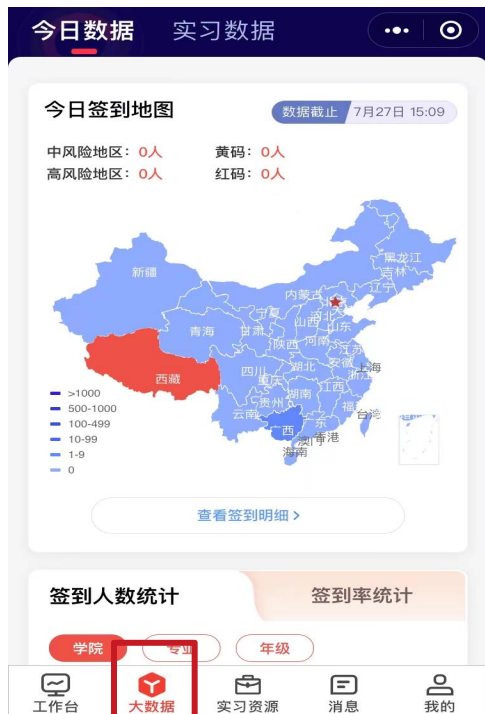 今日数据 实习数据
今日签到地图
数据截止 7月27日 15:09
中风险地区：0人 黄码：0人
高风险地区：0人 红码：0人
黑龙江
吉林
新疆
辽宁
内蒙古
宁夏 山西 河北
青海 甘肃 山东
陕西 河南 江苏
西藏 四川 湖北 安徽 上海
重庆 浙江
湖南 江西
贵州
云南 福 台湾
广西 广东
澳门 香港
海南
>1000
500-1000
100-499
10-99
1-9
0
查看签到明细 >
签到人数统计 签到率统计
学院 专业 年级
工作台 大数据 实习资源 消息 我的